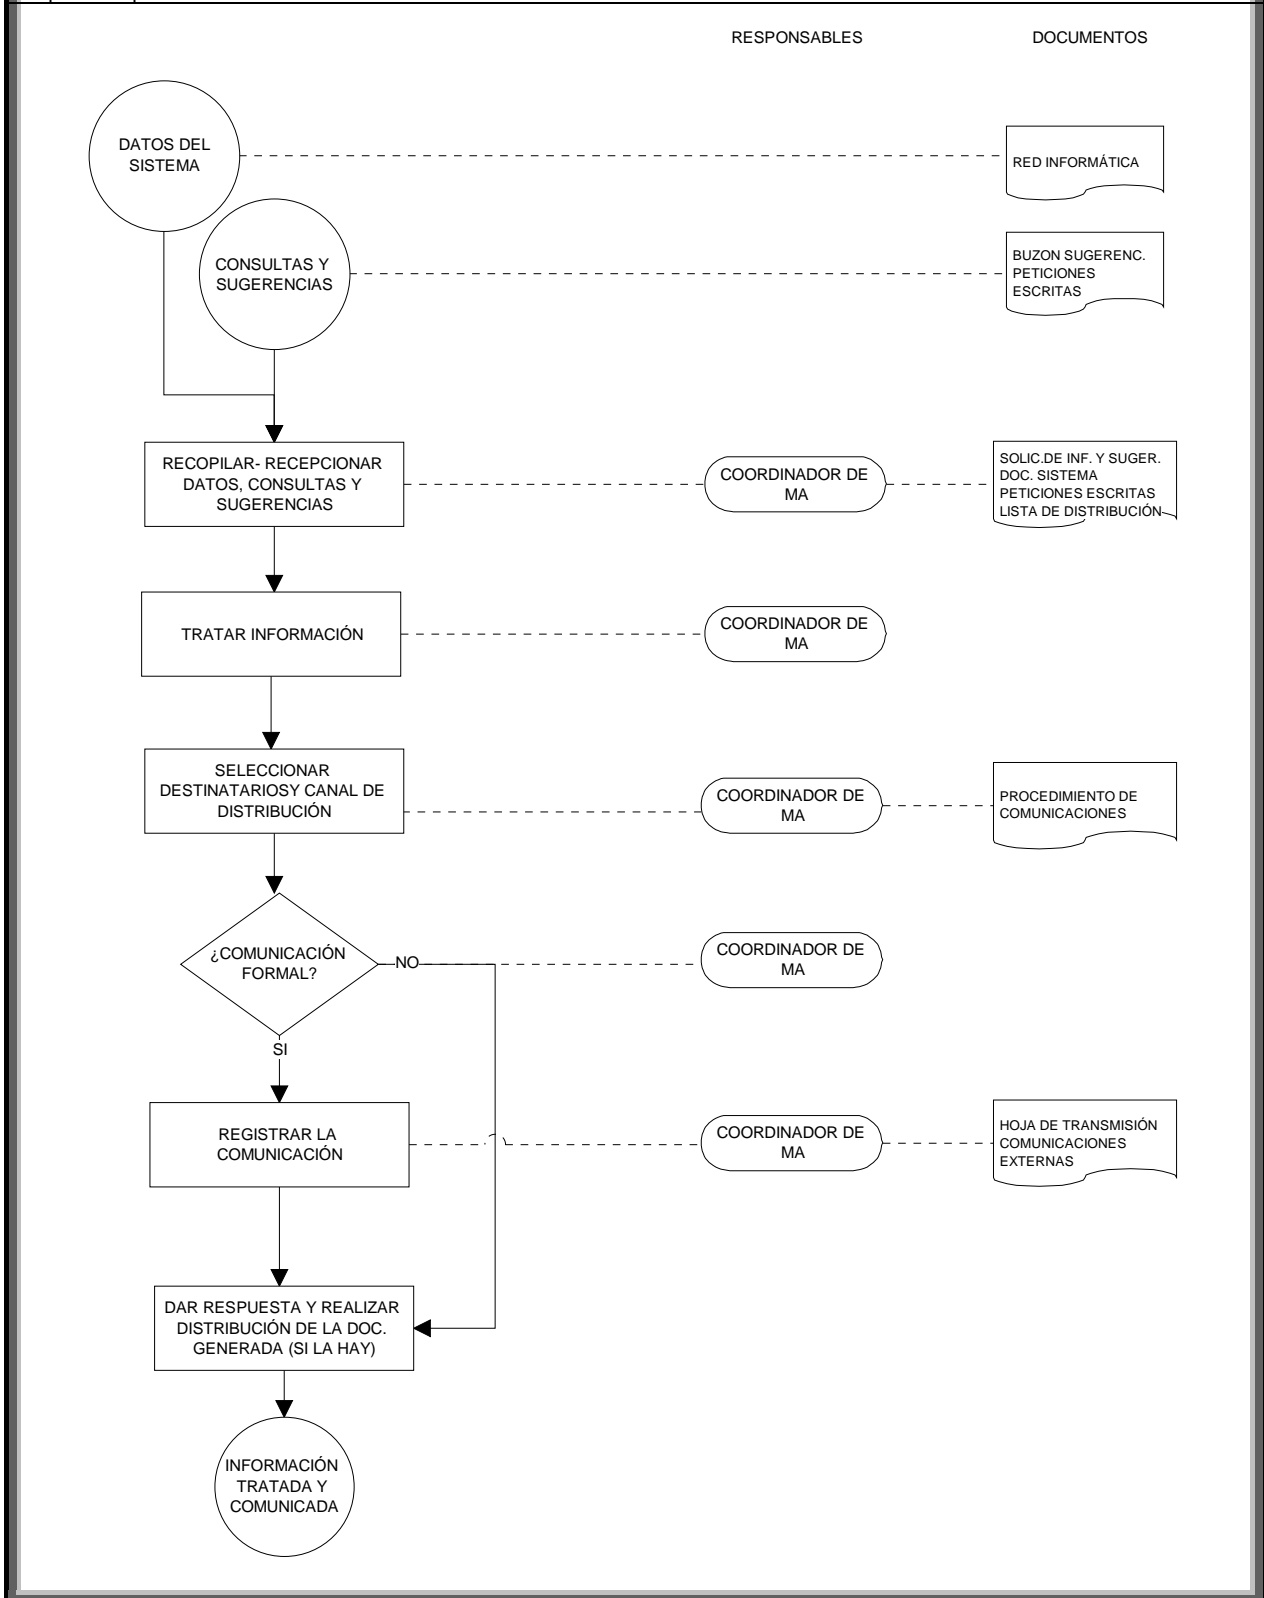 RESPONSABLES
DOCUMENTOS
DATOS DEL
SISTEMA
RED INFORMÁTICA
CONSULTAS Y
SUGERENCIAS
BUZON SUGERENC.
PETICIONES
ESCRITAS
RECOPILAR- RECEPCIONAR
DATOS, CONSULTAS Y
SUGERENCIAS
COORDINADOR DE
MA
SOLIC.DE INF. Y SUGER.
DOC. SISTEMA
PETICIONES ESCRITAS
LISTA DE DISTRIBUCIÓN
TRATAR INFORMACIÓN
COORDINADOR DE
MA
SELECCIONAR
DESTINATARIOSY CANAL DE
DISTRIBUCIÓN
COORDINADOR DE
MA
PROCEDIMIENTO DE
COMUNICACIONES
¿COMUNICACIÓN
FORMAL?
NO
COORDINADOR DE
MA
SI
REGISTRAR LA
COMUNICACIÓN
COORDINADOR DE
MA
HOJA DE TRANSMISIÓN
COMUNICACIONES
EXTERNAS
DAR RESPUESTA Y REALIZAR
DISTRIBUCIÓN DE LA DOC.
GENERADA (SI LA HAY)
INFORMACIÓN
TRATADA Y
COMUNICADA